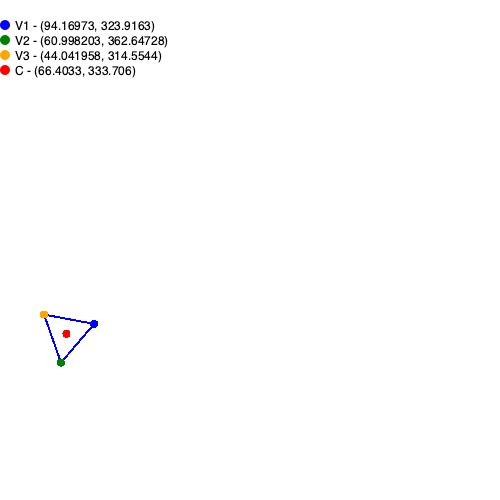 V1 - (94.16973, 323.9163)
V2 - (60.998203, 362.64728)
V3 - (44.041958, 314.5544)
C - (66.4033, 333.706)